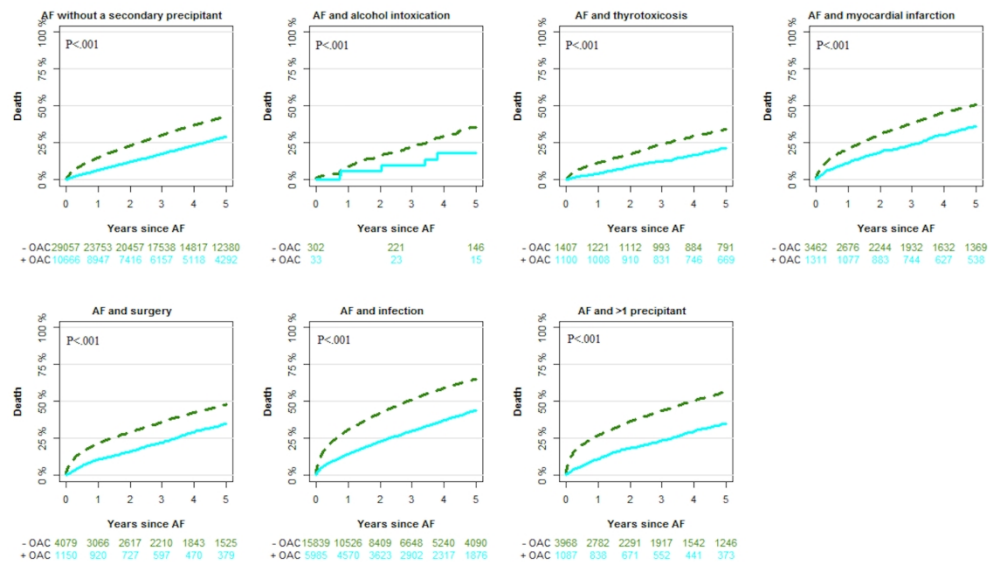 AF without a secondary precipitant
P<.001
Death
100 %
75 %
50 %
25 %
0 %
0 1 2 3 4 5
Years since AF
- OAC 29057 23753 20457 17538 14817 12380
+ OAC 10666 8947 7416 6157 5118 4292
AF and alcohol intoxication
P<.001
Death
100 %
75 %
50 %
25 %
0 %
0 1 2 3 4 5
Years since AF
- OAC 302 221 146
+ OAC 33 23 15
AF and thyrotoxicosis
P<.001
Death
100 %
75 %
50 %
25 %
0 %
0 1 2 3 4 5
Years since AF
- OAC 1407 1221 1112 993 884 791
+ OAC 1100 1008 910 831 746 669
AF and myocardial infarction
P<.001
Death
100 %
75 %
50 %
25 %
0 %
0 1 2 3 4 5
Years since AF
- OAC 3462 2676 2244 1932 1632 1369
+ OAC 1311 1077 883 744 627 538
AF and surgery
P<.001
Death
100 %
75 %
50 %
25 %
0 %
0 1 2 3 4 5
Years since AF
- OAC 4079 3066 2617 2210 1843 1525
+ OAC 1150 920 727 597 470 379
AF and infection
P<.001
Death
100 %
75 %
50 %
25 %
0 %
0 1 2 3 4 5
Years since AF
- OAC 15839 10526 8409 6648 5240 4090
+ OAC 5985 4570 3623 2902 2317 1876
AF and >1 precipitant
P<.001
Death
100 %
75 %
50 %
25 %
0 %
0 1 2 3 4 5
Years since AF
- OAC 3968 2782 2291 1917 1542 1246
+ OAC 1087 838 671 552 441 373